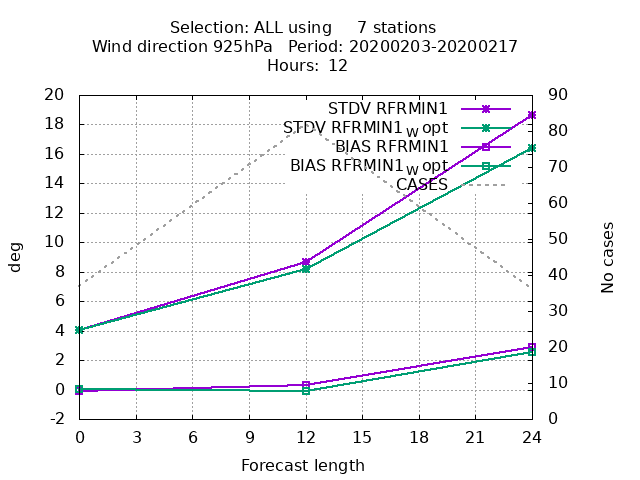 Selection: ALL using 7 stations
Wind direction 925hPa Period: 20200203-20200217
Hours: 12
20 90
STDV RFRMIN1
18 80
STDV RFRMIN1w opt
16 70
BIAS RFRMIN1
BIAS RFRMIN1w opt
14
CASES
12 60
10 50
8 40
6 30
4
2 20
0 10
-2 0
deg
No cases
0 3 6 9 12 15 18 21 24
Forecast length